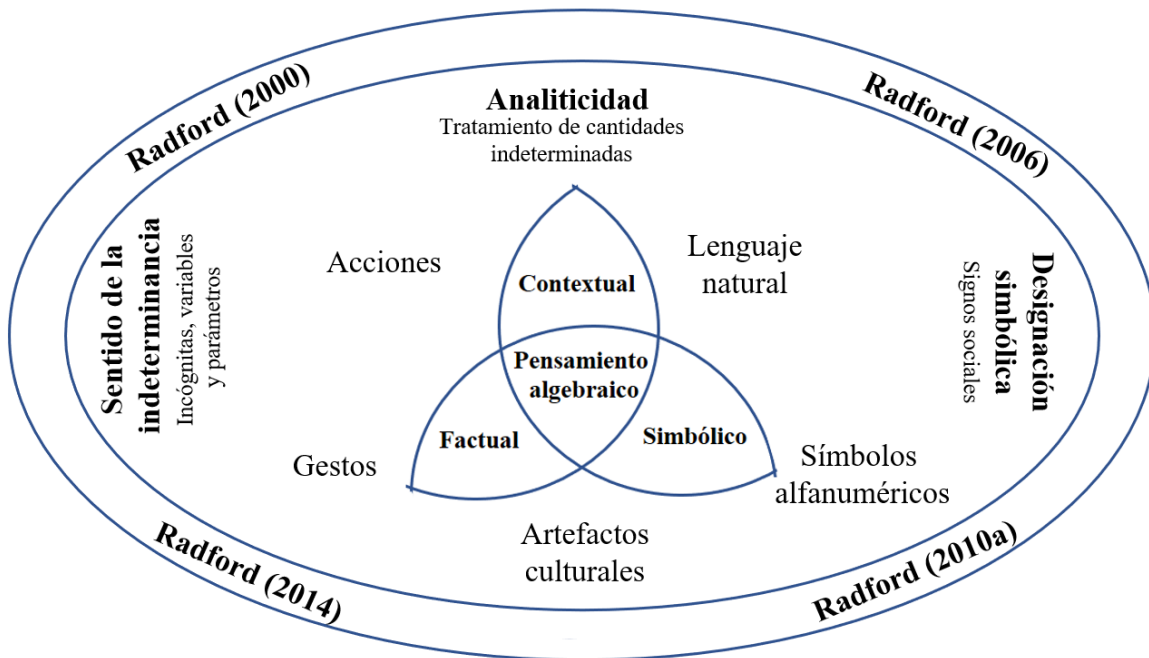 Radford (2000)
Radford (2006)
Analiticidad
Tratamiento de cantidades
indeterminadas
Sentido de la
indeterminancia
Incógnitas, variables
y parámetros
Acciones
Lenguaje
natural
Designación
simbólica
Signos sociales
Contextual
Pensamiento
algebraico
Factual
Simbólico
Gestos
Símbolos
alfanuméricos
Artefactos
culturales
Radford (2014)
Radford (2010a)